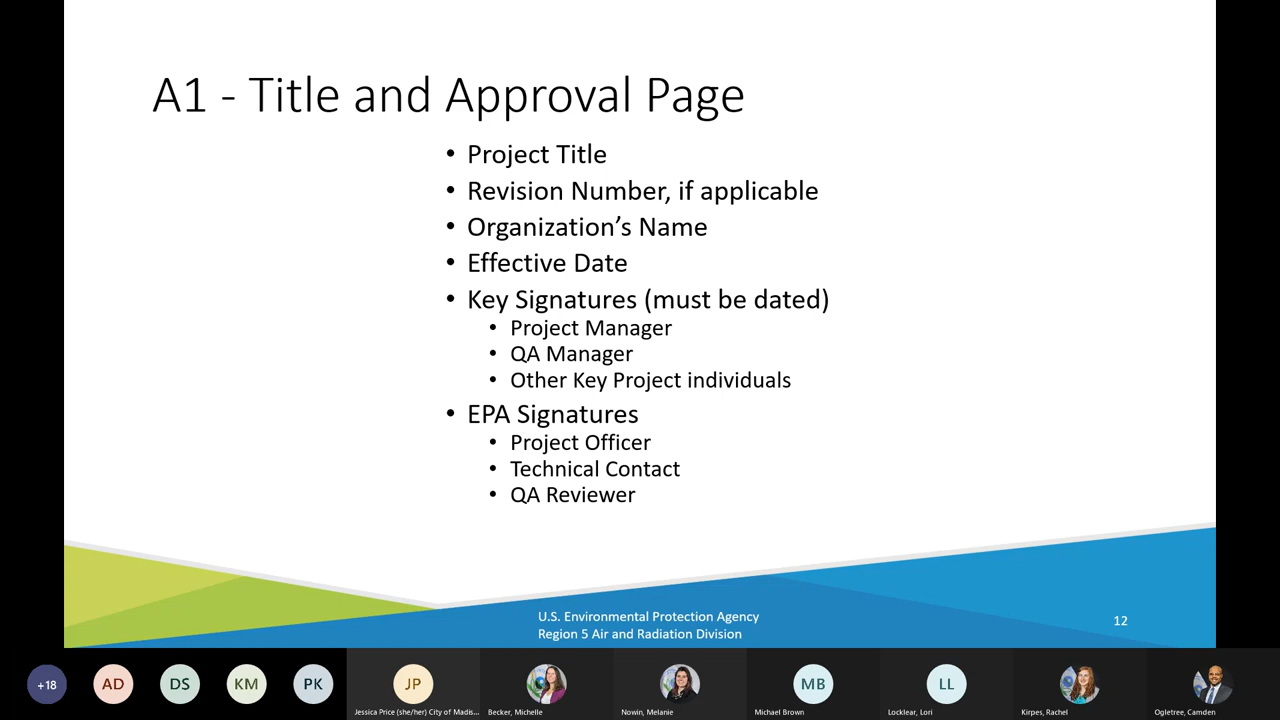 A1 - Title and Approval Page
• Project Title
• Revision Number, if applicable
• Organization’s Name
• Effective Date
• Key Signatures (must be dated)
• Project Manager
• QA Manager
• Other Key Project individuals
• EPA Signatures
• Project Officer
• Technical Contact
• QA Reviewer
U.S. Environmental Protection Agency
Region 5 Air and Radiation Division
12
+18
AD
DS
KM
PK
JP
MB
LL
Jessica Price (she/her) City of Madis...
Becker, Michelle
Nowin, Melanie
Michael Brown
Locklear, Lori
Kirpes, Rachel
Ogletree, Camden